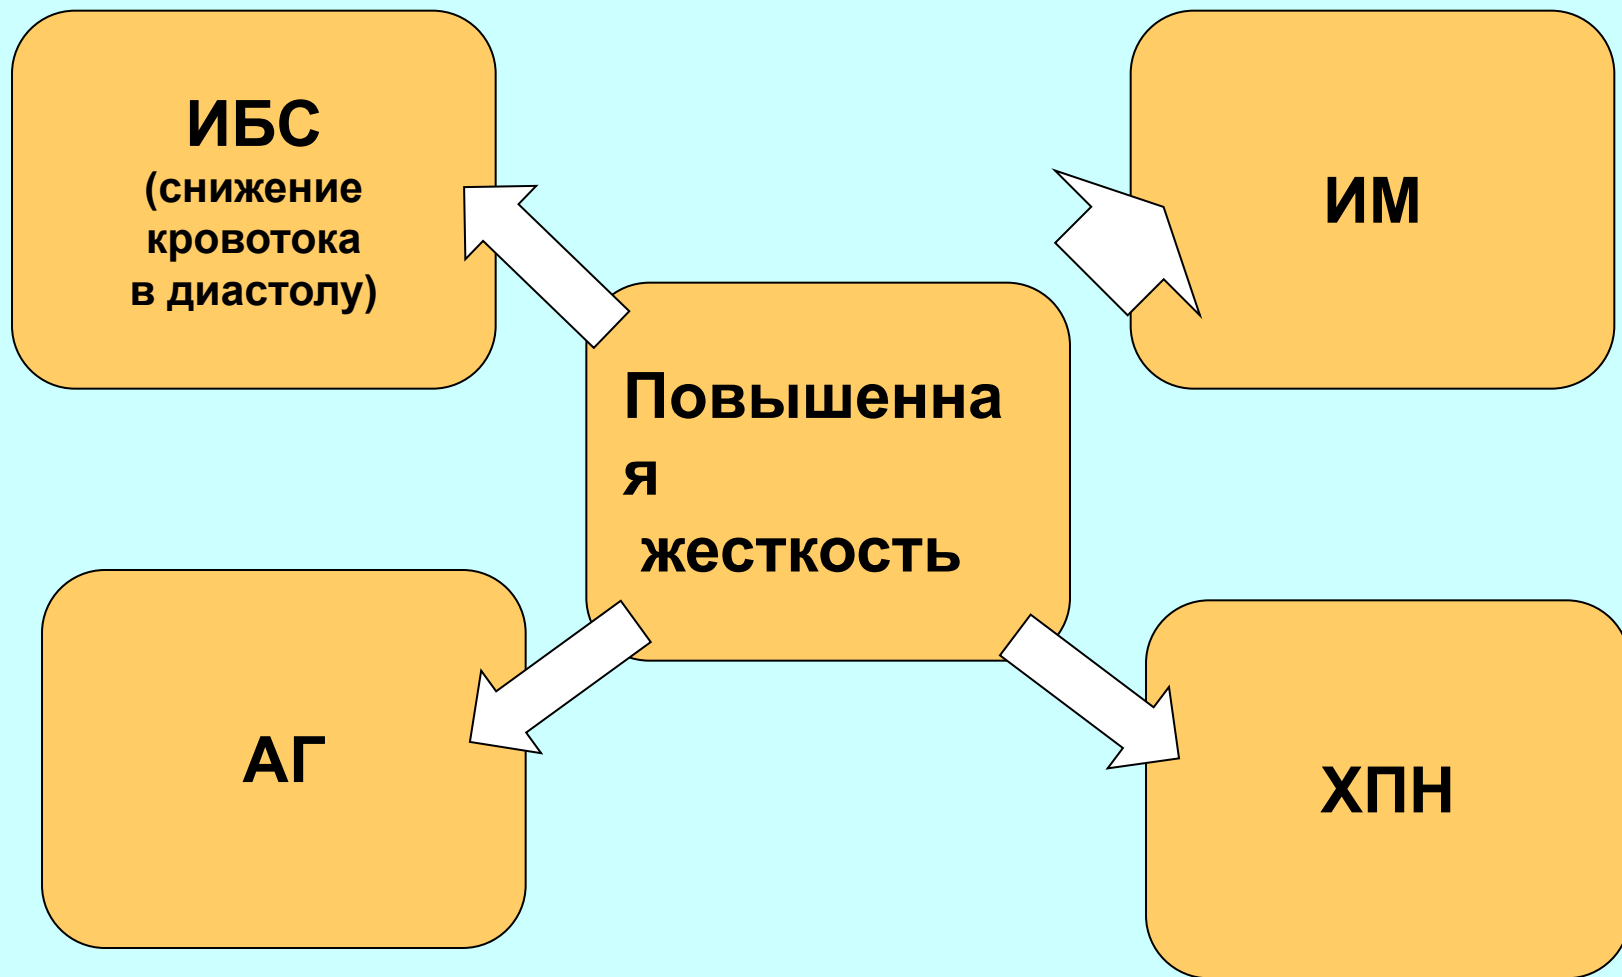 ИБС
(снижение
кровотока
в диастолу)
ИМ
Повышенна
я
жесткость
АГ
ХПН